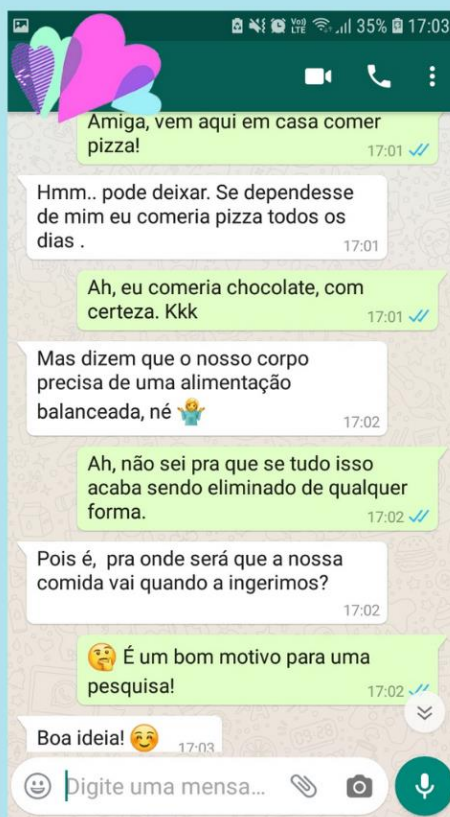 35% 17:03
Amiga, vem aqui em casa comer
pizza!
17:01
Hmm.. pode deixar. Se dependesse
de mim eu comeria pizza todos os
dias .
17:01
Ah, eu comeria chocolate, com
certeza. Kkk
17:01
Mas dizem que o nosso corpo
precisa de uma alimentação
balanceada, né 🤷‍♀️
17:02
Ah, não sei pra que se tudo isso
acaba sendo eliminado de qualquer
forma.
17:02
Pois é, pra onde será que a nossa
comida vai quando a ingerimos?
17:02
🤔 É um bom motivo para uma
pesquisa!
17:02
Boa ideia! 😊
17:03
Digite uma mensa...